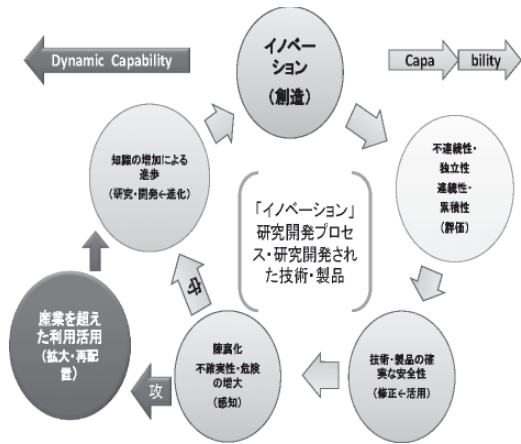 Dynamic Capability
イノベー
ション
(創造)
Capa
bility
不連続性・
独立性
連続性・
累積性
(評価)
知識の増加による
進歩
(研究・開発←進化)
「イノベーション」
研究開発プロセ
ス・研究開発され
た技術・製品
産業を超え
た利用活用
(拡大・再配
置)
攻
守
陳腐化
不確実性・危険
の増大
(感知)
技術・製品の確
実な安全性
(修正←活用)